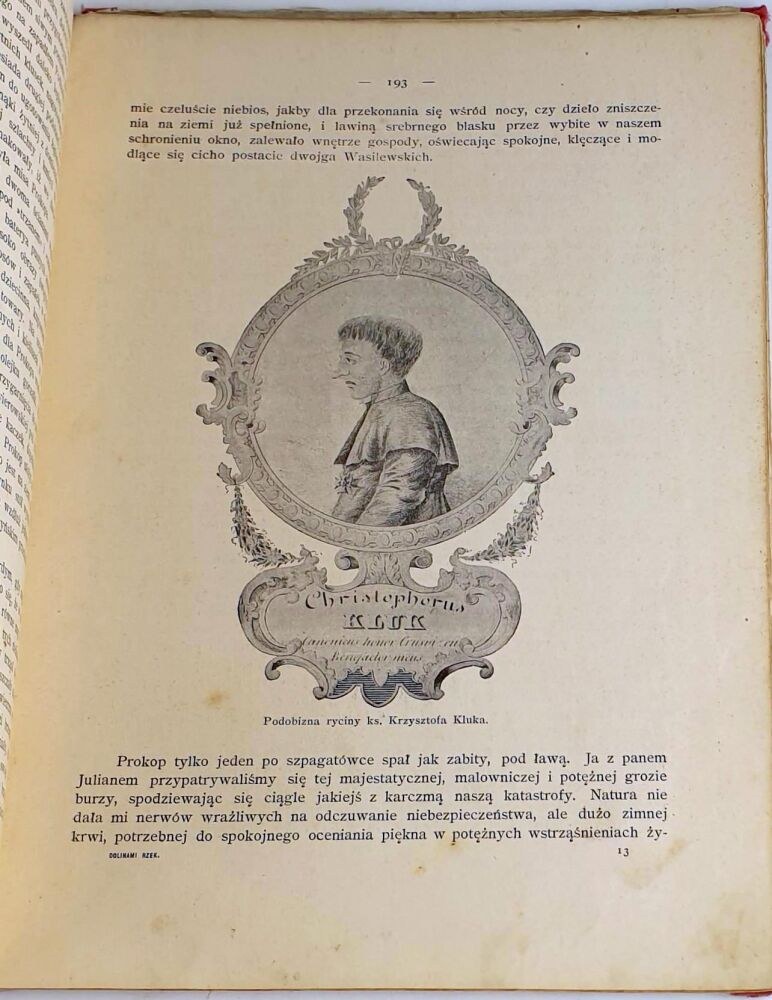 — 193 —
mie czeluście niebios, jakby dla przekonania się wśród nocy, czy dzieło zniszcze-
nia na ziemi już spełnione, i lawiną srebrnego blasku przez wybite w naszem
schronieniu okno, zalewało wnętrze gospody, oświecając spokojne, klęczące i mo-
dlące się cicho postacie dwojga Wasilewskich.
Christophorus
KLUK
Canonicus honor
Benefactor meus
Podobizna ryciny ks. Krzysztofa Kluka.
Prokop tylko jeden po szpagatówce spał jak zabity, pod ławą. Ja z panem
Julianem przypatrywaliśmy się tej majestatycznej, malowniczej i potężnej grozie
burzy, spodziewając się ciągle jakiejś z karczmą naszą katastrofy. Natura nie
dała mi nerwów wrażliwych na odczuwanie niebezpieczeństwa, ale dużo zimnej
krwi, potrzebnej do spokojnego oceniania piękna w potężnych wstrząśnieniach ży-
DOLINAMI RZEK.
13